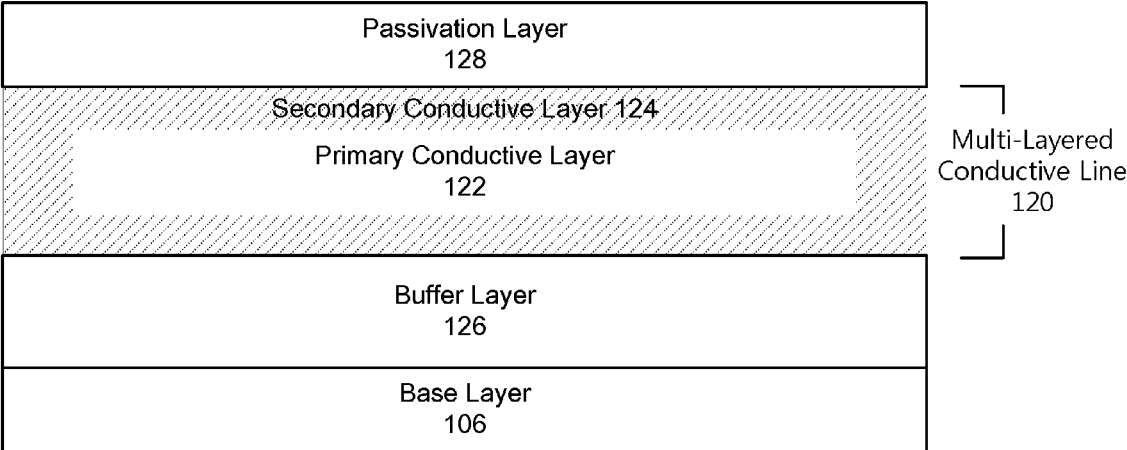 Passivation Layer
128
Secondary Conductive Layer 124
Primary Conductive Layer
122
Multi-Layered
Conductive Line
120
Buffer Layer
126
Base Layer
106